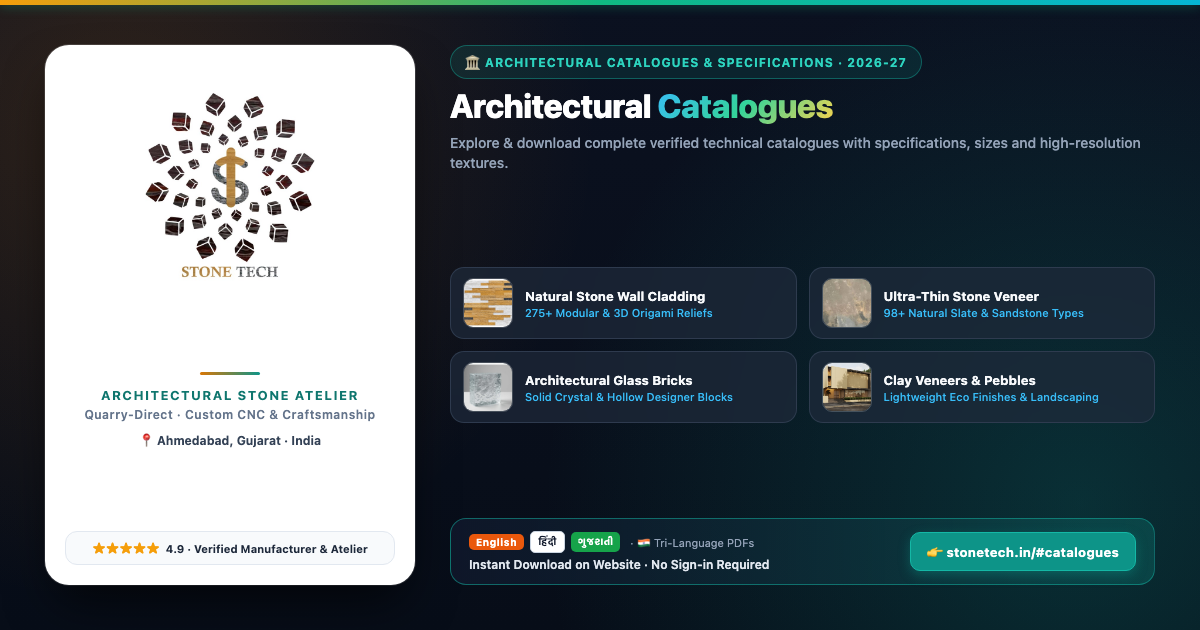 STONE TECH
ARCHITECTURAL STONE ATELIER
Quarry-Direct · Custom CNC & Craftsmanship
Ahmedabad, Gujarat · India
4.9 · Verified Manufacturer & Atelier
ARCHITECTURAL CATALOGUES & SPECIFICATIONS · 2026-27
Architectural Catalogues
Explore & download complete verified technical catalogues with specifications, sizes and high-resolution
textures.
Natural Stone Wall Cladding
275+ Modular & 3D Origami Reliefs
Ultra-Thin Stone Veneer
98+ Natural Slate & Sandstone Types
Architectural Glass Bricks
Solid Crystal & Hollow Designer Blocks
Clay Veneers & Pebbles
Lightweight Eco Finishes & Landscaping
English हिंदी ગુજરાતી · Tri-Language PDFs
Instant Download on Website · No Sign-in Required
stonetech.in/#catalogues